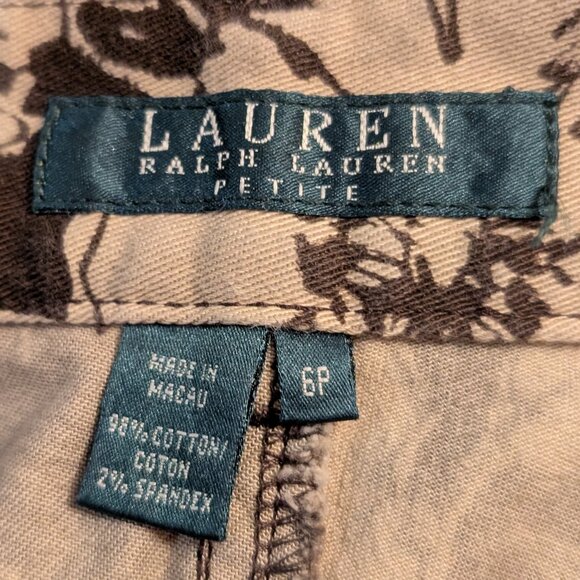 LAUREN
RALPH LAUREN
PETITE
MADE IN
MACAU
98% COTTON/
COTON
2% SPANDEX
6P